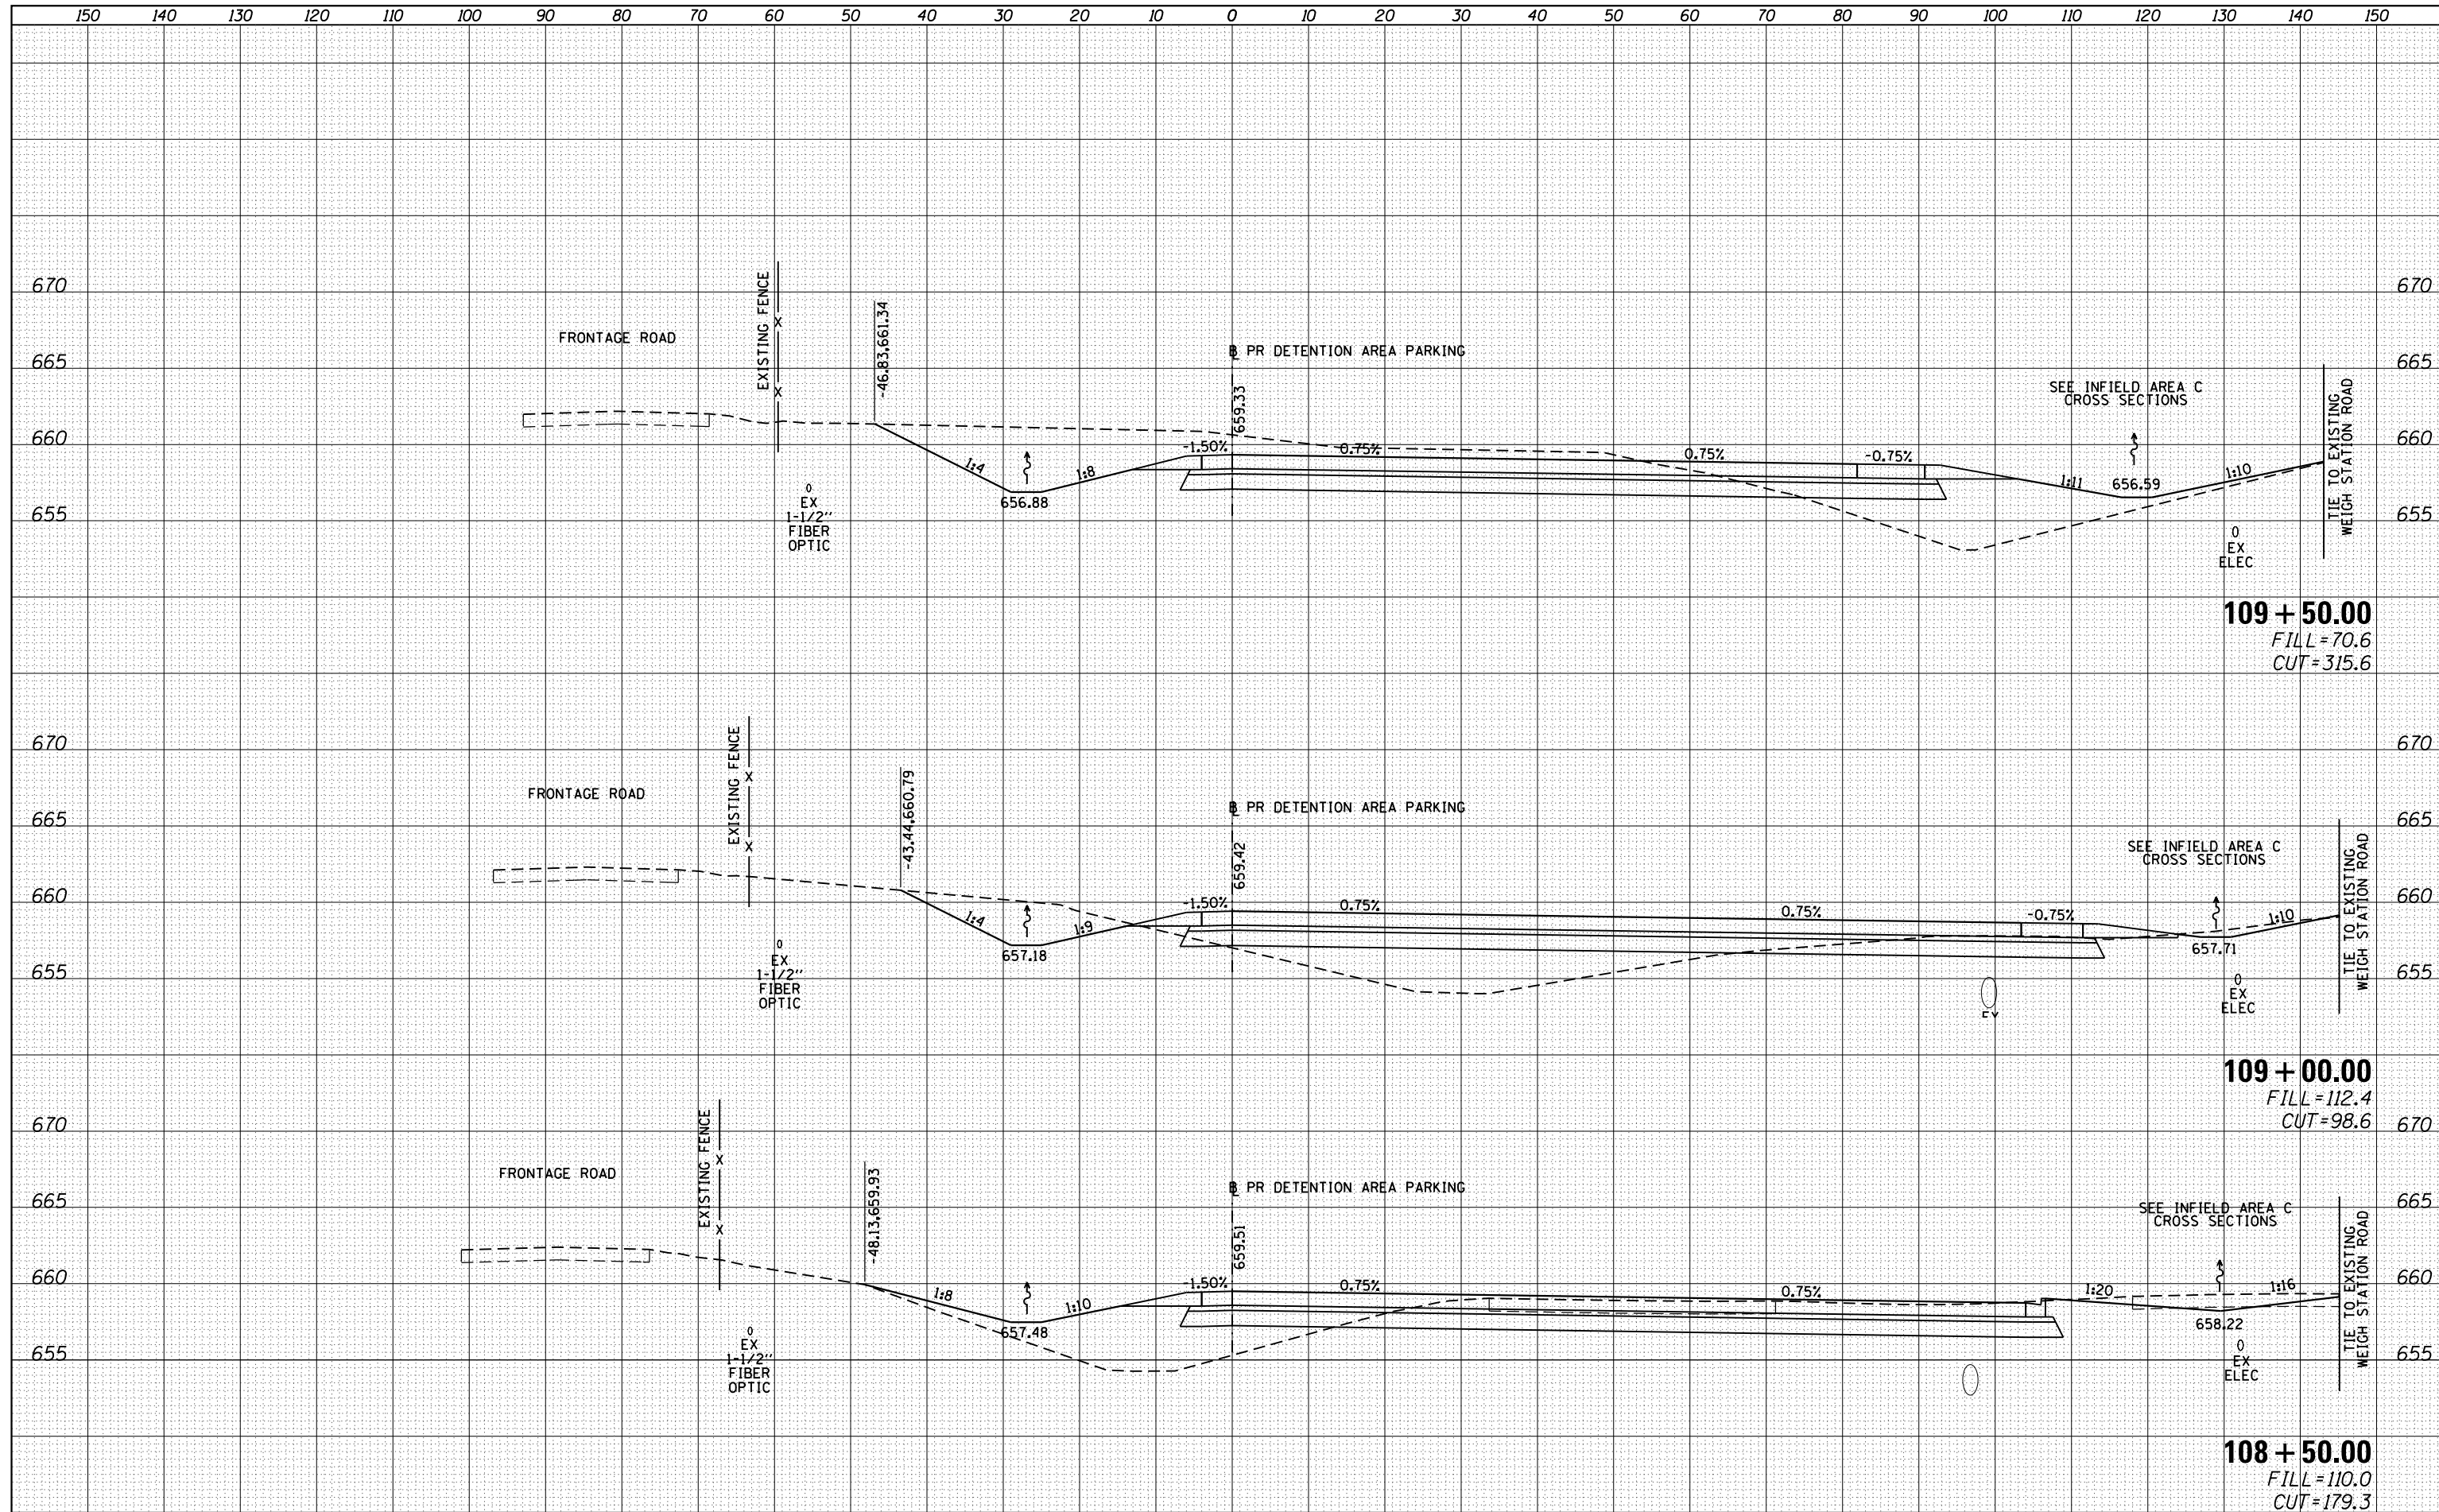 150 140 130 120 110 100 90 80 70 60 50 40 30 20 10 0 10 20 30 40 50 60 70 80 90 100 110 120 130 140 150
670 670
EXISTING FENCE
X
X
-46.83,661.34
FRONTAGE ROAD
PR DETENTION AREA PARKING
665 665
659.33
SEE INFIELD AREA C
CROSS SECTIONS
TIE TO EXISTING
WEIGH STATION ROAD
660 660
-1.50% 0.75% 0.75% -0.75%
1:4 1:8 1:11 1:10
656.88 656.59
655 655
EX
1-1/2''
FIBER
OPTIC
EX
ELEC
109+50.00
FILL=70.6
CUT=315.6
670 670
EXISTING FENCE
X
X
-43.44,660.79
FRONTAGE ROAD
PR DETENTION AREA PARKING
665 665
659.42
SEE INFIELD AREA C
CROSS SECTIONS
TIE TO EXISTING
WEIGH STATION ROAD
660 660
-1.50% 0.75% 0.75% -0.75%
1:4 1:9 1:10
657.18 657.71
655 655
EX
1-1/2''
FIBER
OPTIC
EX
ELEC
109+00.00
FILL=112.4
CUT=98.6
670 670
EXISTING FENCE
X
X
-48.13,659.93
FRONTAGE ROAD
PR DETENTION AREA PARKING
665 665
659.51
SEE INFIELD AREA C
CROSS SECTIONS
TIE TO EXISTING
WEIGH STATION ROAD
660 660
-1.50% 0.75% 0.75%
1:8 1:10 1:20 1:16
657.48 658.22
655 655
EX
1-1/2''
FIBER
OPTIC
EX
ELEC
108+50.00
FILL=110.0
CUT=179.3